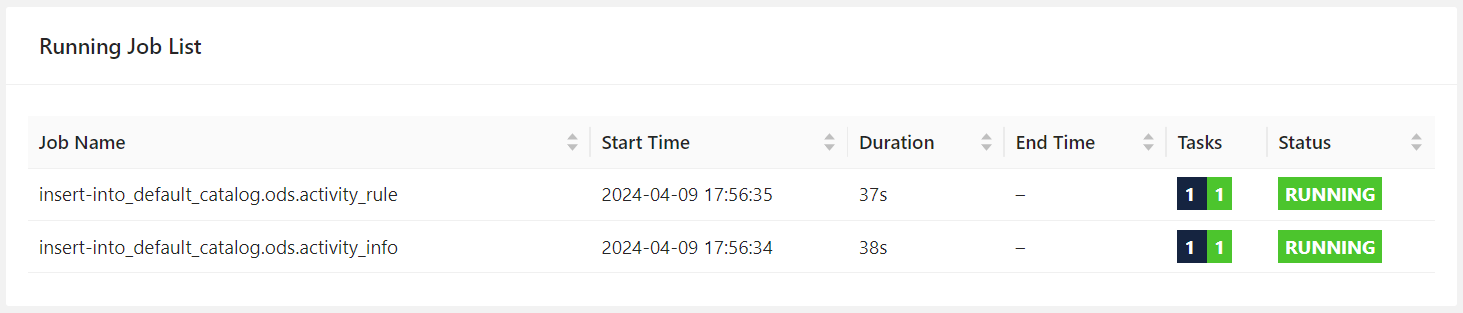 Running Job List
Job Name Start Time Duration End Time Tasks Status
insert-into_default_catalog.ods.activity_rule 2024-04-09 17:56:35 37s – 1 1 RUNNING
insert-into_default_catalog.ods.activity_info 2024-04-09 17:56:34 38s – 1 1 RUNNING